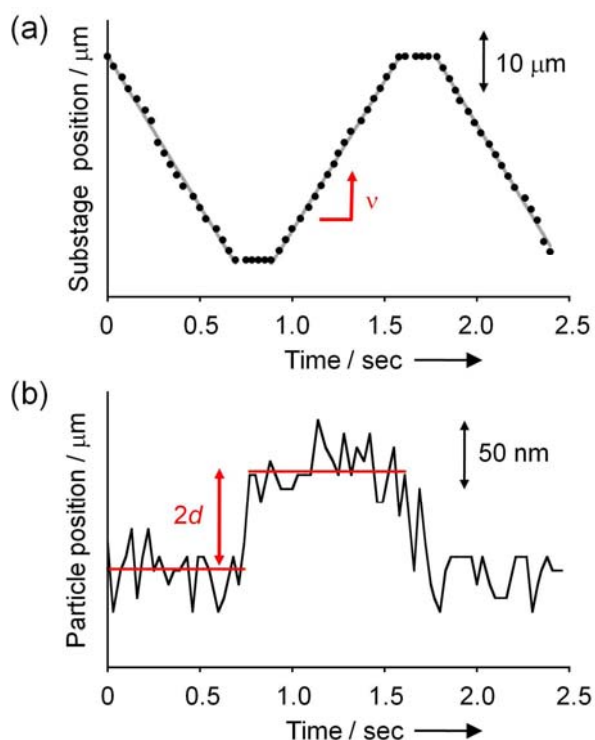 (a)
Substage position / μm
10 μm
ν
0 0.5 1.0 1.5 2.0 2.5
Time / sec
(b)
Particle position / μm
50 nm
2d
0 0.5 1.0 1.5 2.0 2.5
Time / sec